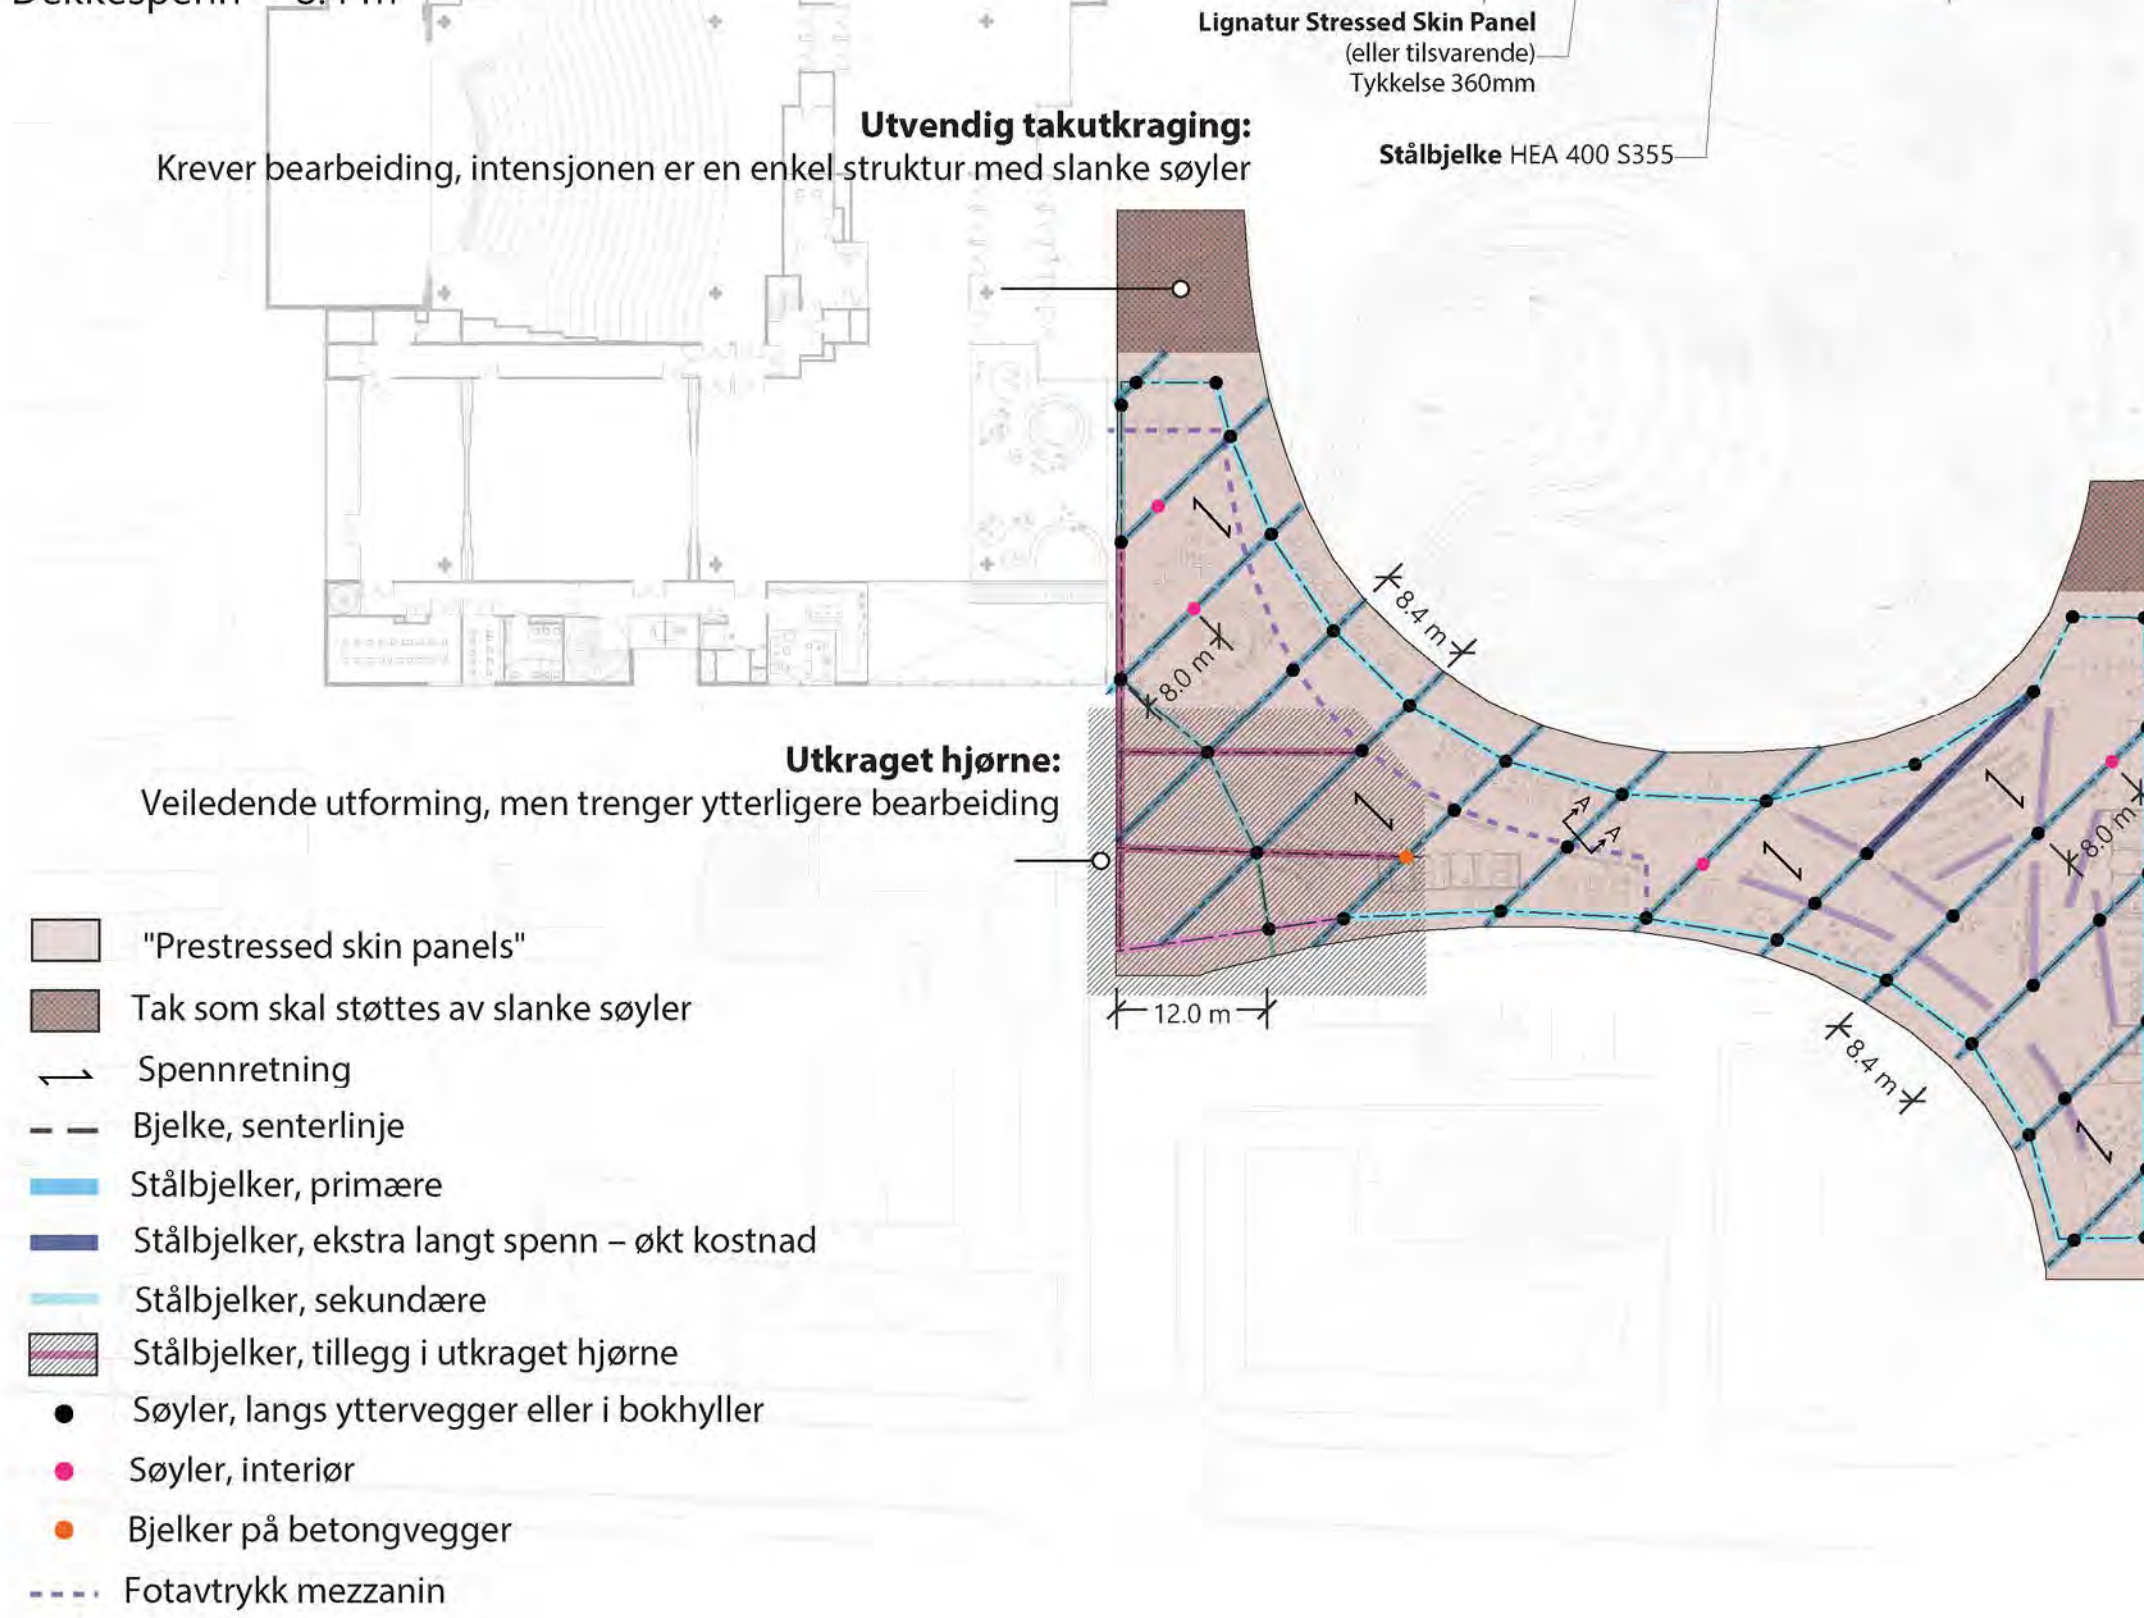 Lignatur Stressed Skin Panel
(eller tilsvarende)
Tykkelse 360mm
Utvendig takutkraging:
Krever bearbeiding, intensjonen er en enkel struktur med slanke søyler
Stålbjelke HEA 400 S355
8.4 m
8.0 m
Utkraget hjørne:
Veiledende utforming, men trenger ytterligere bearbeiding
A
A
8.0 m
12.0 m
8.4 m
"Prestressed skin panels"
Tak som skal støttes av slanke søyler
Spennretning
Bjelke, senterlinje
Stålbjelker, primære
Stålbjelker, ekstra langt spenn – økt kostnad
Stålbjelker, sekundære
Stålbjelker, tillegg i utkraget hjørne
Søyler, langs yttervegger eller i bokhyller
Søyler, interiør
Bjelker på betongvegger
Fotavtrykk mezzanin